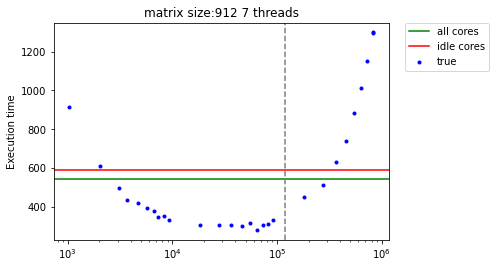 matrix size:912 7 threads
all cores
idle cores
true
Execution time
1200
1000
800
600
400
10³
10⁴
10⁵
10⁶